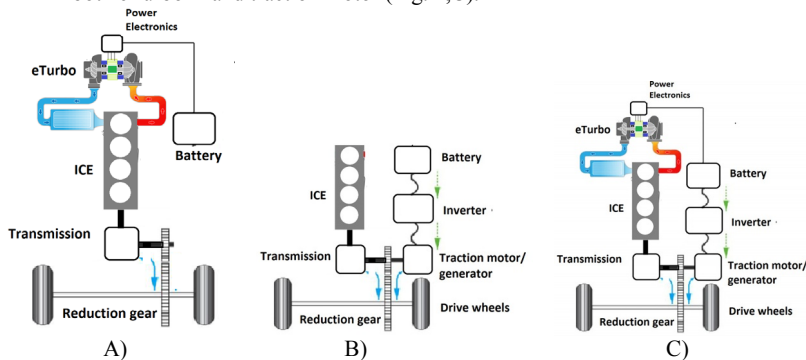 Power
Electronics
eTurbo
ICE
Battery
Transmission
Reduction gear
A)
ICE
Battery
Inverter
Transmission
Traction motor/
generator
Reduction gear
Drive wheels
B)
Power
Electronics
eTurbo
ICE
Battery
Inverter
Transmission
Traction motor/
generator
Reduction gear
Drive wheels
C)